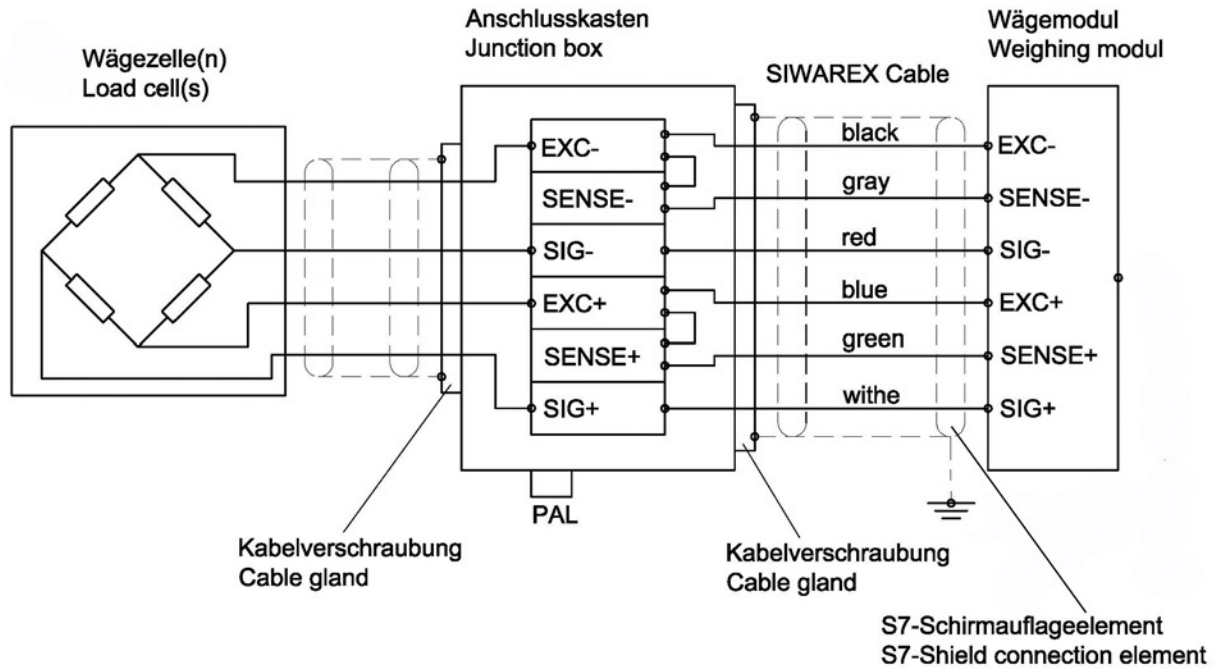 Wägezelle(n)
Load cell(s)
Anschlusskasten
Junction box
SIWAREX Cable
Wägemodul
Weighing modul
EXC-
SENSE-
SIG-
EXC+
SENSE+
SIG+
black
gray
red
blue
green
withe
EXC-
SENSE-
SIG-
EXC+
SENSE+
SIG+
PAL
Kabelverschraubung
Cable gland
Kabelverschraubung
Cable gland
S7-Schirmauflageelement
S7-Shield connection element